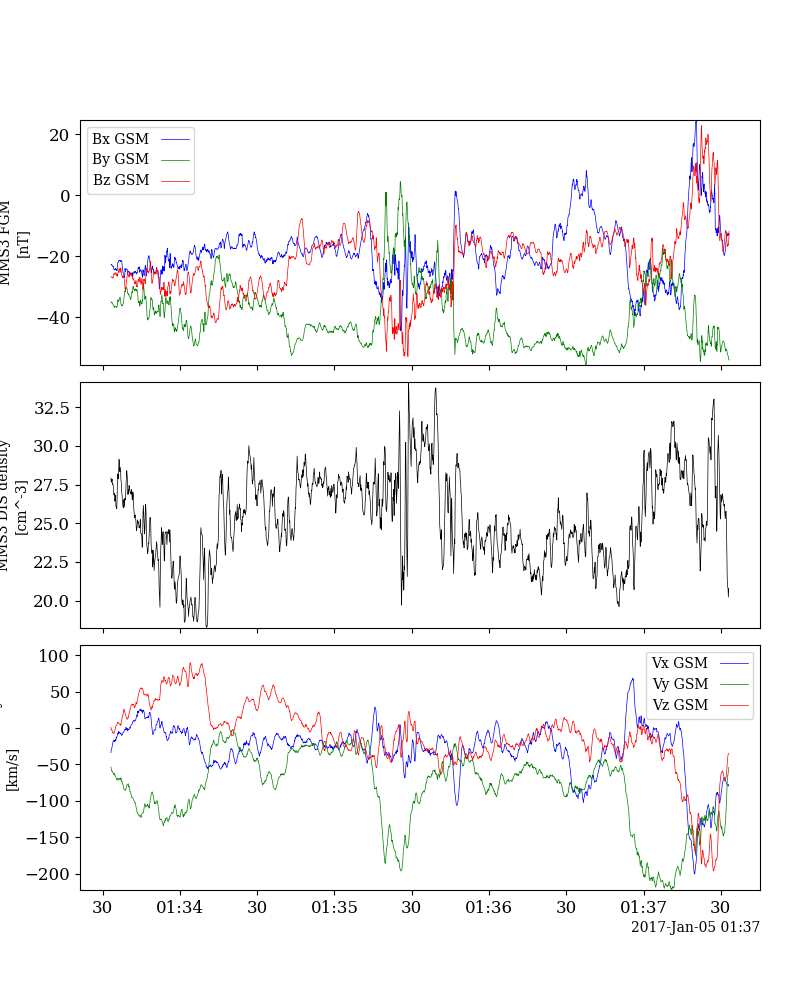 20
0
−20
−40
MMS3 FGM
[nT]
Bx GSM
By GSM
Bz GSM
32.5
30.0
27.5
25.0
22.5
20.0
MMS3 DIS density
[cm^-3]
100
50
0
−50
−100
−150
−200
[km/s]
Vx GSM
Vy GSM
Vz GSM
30 01:34 30 01:35 30 01:36 30 01:37 30
2017-Jan-05 01:37